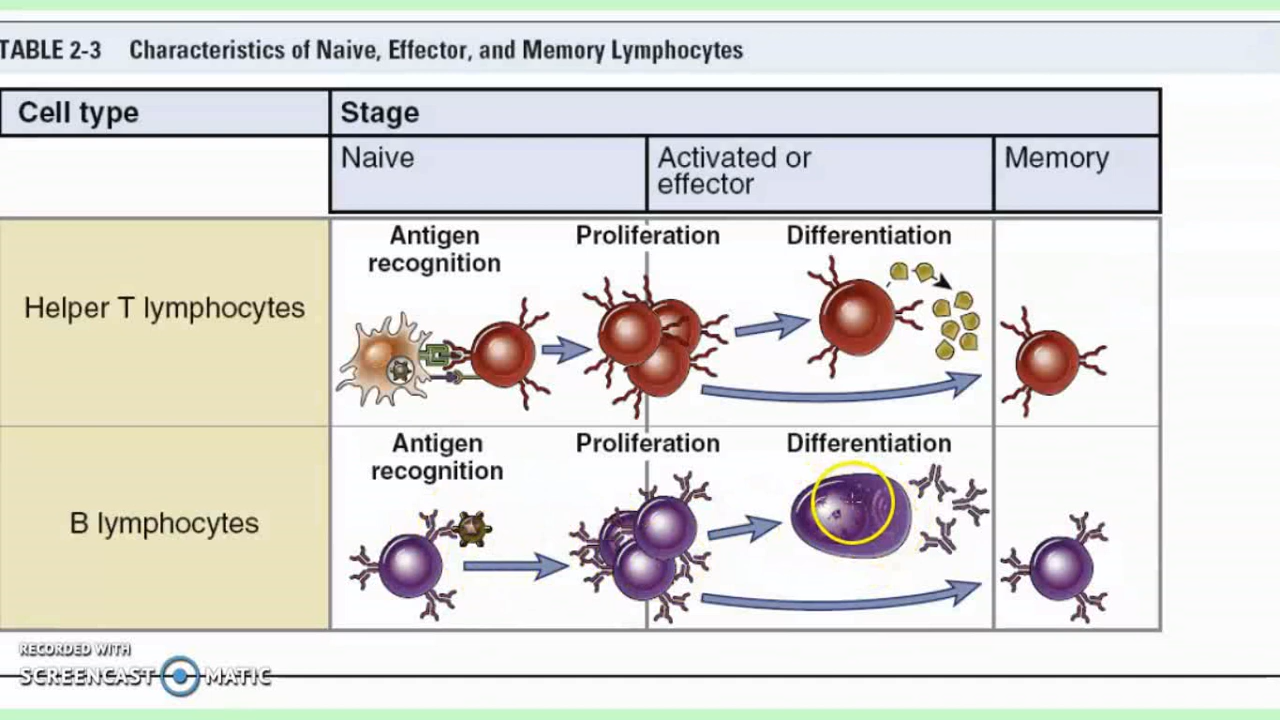 TABLE 2-3 Characteristics of Naive, Effector, and Memory Lymphocytes
Cell type
Stage
Naive
Activated or
effector
Memory
Helper T lymphocytes
Antigen
recognition
Proliferation
Differentiation
B lymphocytes
Antigen
recognition
Proliferation
Differentiation
RECORDED WITH
SCREENCAST MATIC